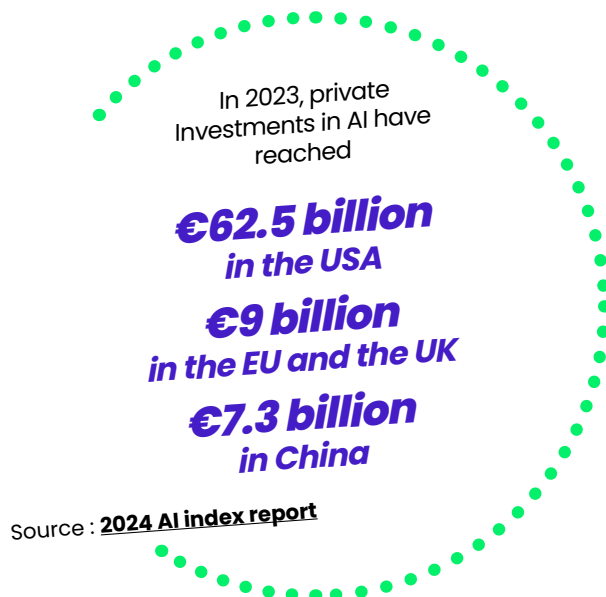 In 2023, private
Investments in AI have
reached
€62.5 billion
in the USA
€9 billion
in the EU and the UK
€7.3 billion
in China
Source : 2024 AI index report